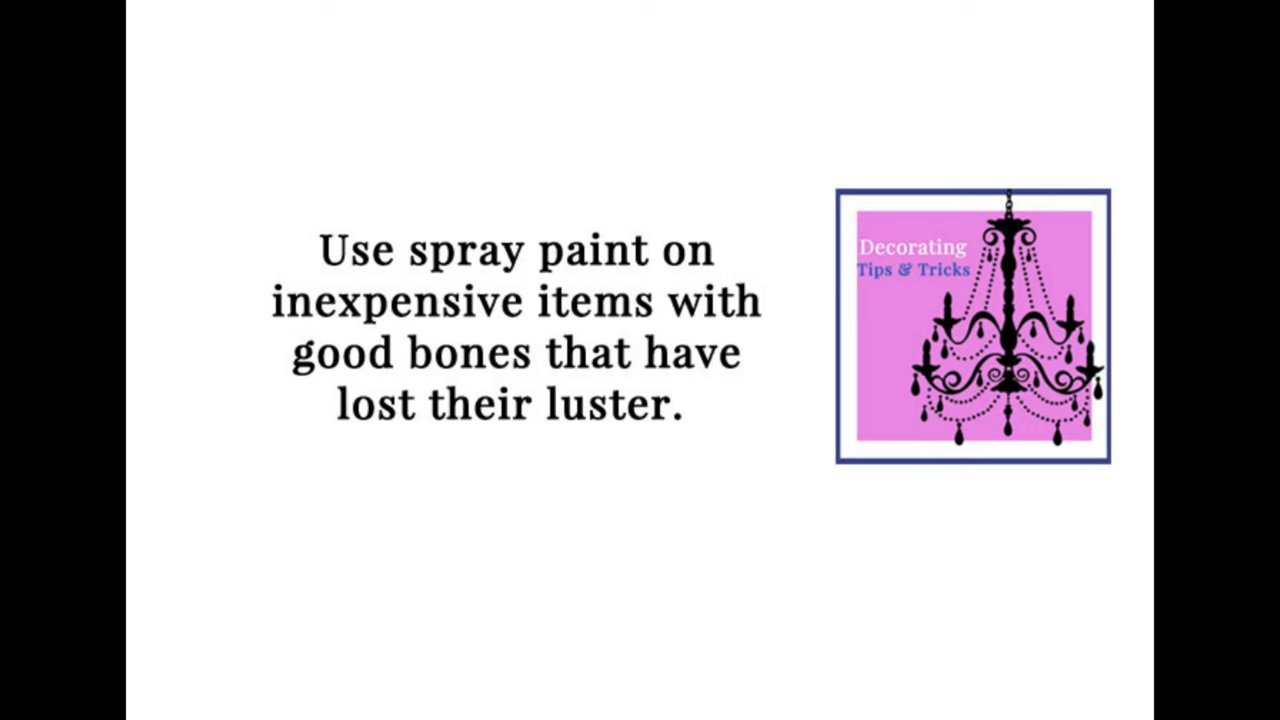 Use spray paint on
inexpensive items with
good bones that have
lost their luster.
Decorating
Tips & Tricks